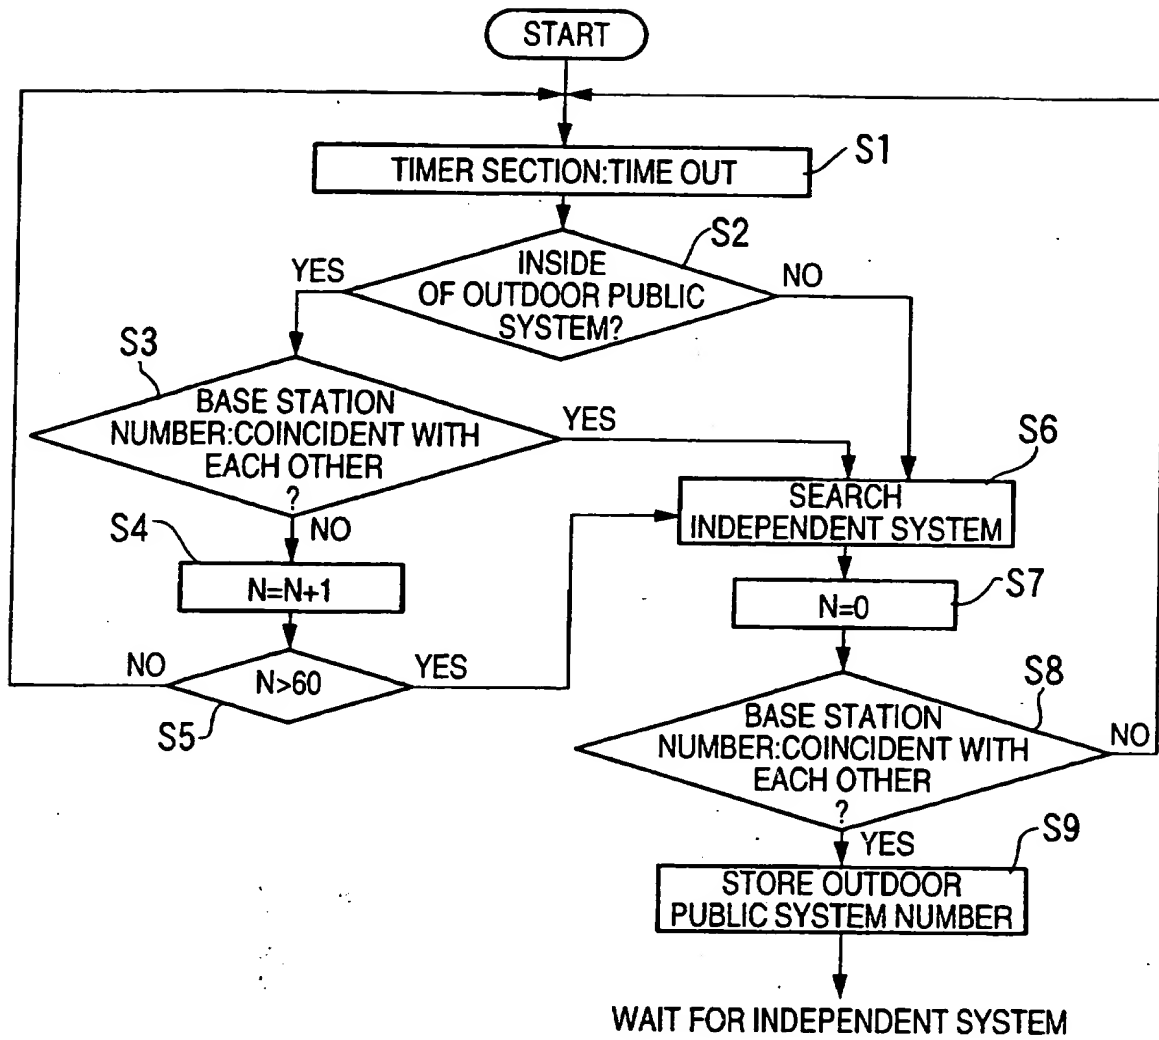 START
TIMER SECTION:TIME OUT
S1
S2
INSIDE
OF OUTDOOR PUBLIC
SYSTEM?
YES
NO
S3
BASE STATION
NUMBER:COINCIDENT WITH
EACH OTHER
?
YES
NO
S4
N=N+1
NO
N>60
YES
S5
S6
SEARCH
INDEPENDENT SYSTEM
S7
N=0
S8
BASE STATION
NUMBER:COINCIDENT WITH
EACH OTHER
?
NO
YES
S9
STORE OUTDOOR
PUBLIC SYSTEM NUMBER
WAIT FOR INDEPENDENT SYSTEM